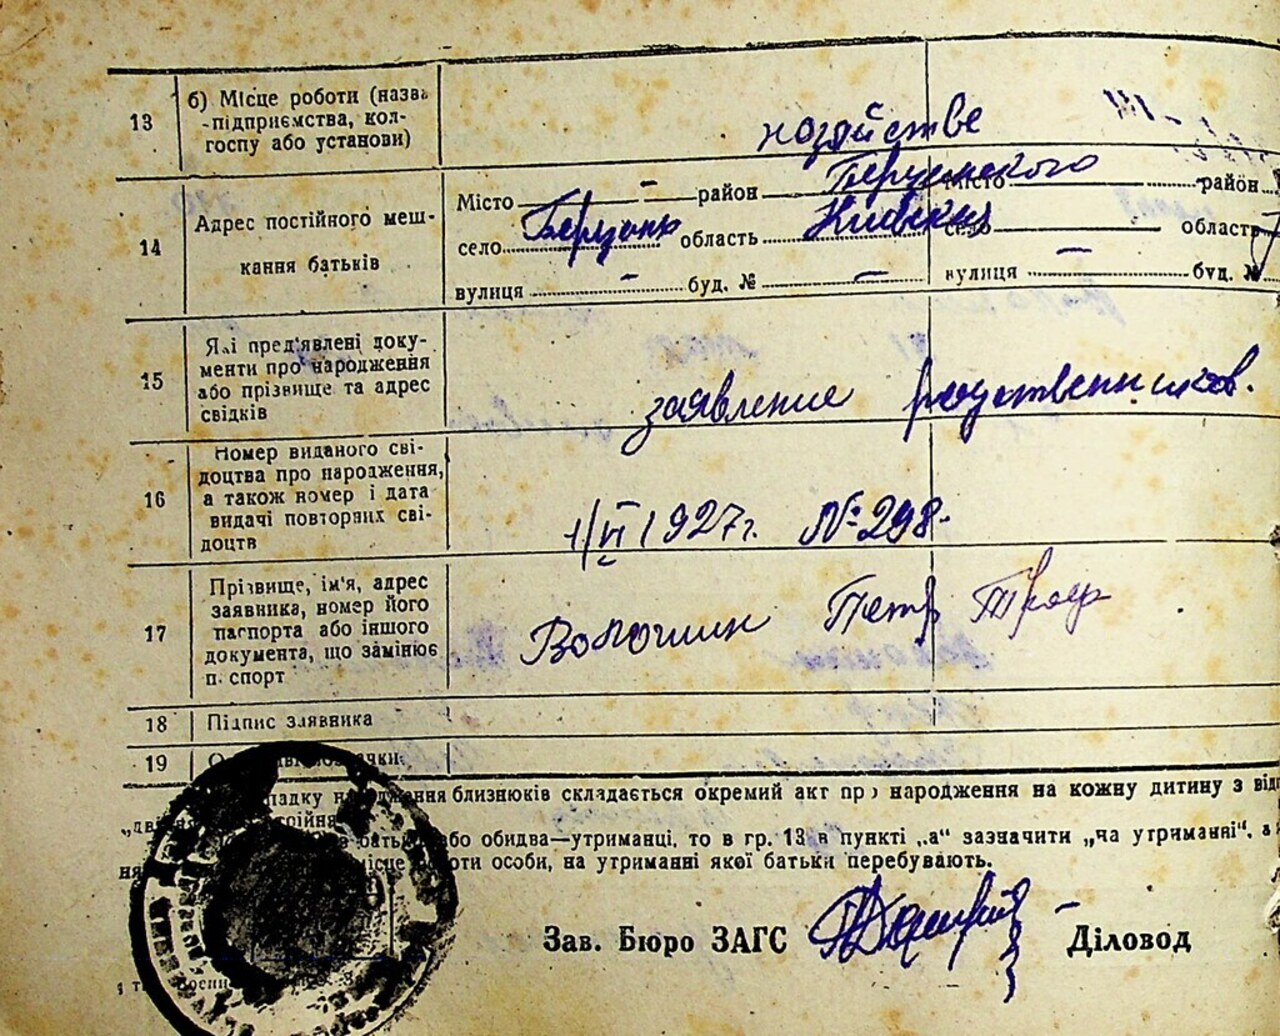 13
б) Місце роботи (назва
підприємства, кол-
госпу або установи)
хозяйстве
14
Адрес постійного меш-
кання батьків
Місто - район
Місто район
село область
село область
вулиця - буд. № -
вулиця - буд. №
15
Які пред'явлені доку-
менти про народження
або прізвище та адрес
свідків
заявление родственников.
16
Номер виданого сві-
доцтва про народження,
а також номер і дата
видачі повторних сві-
доцтв
1/VI 1927г. № 298.
17
Прізвище, ім'я, адрес
заявника, номер його
паспорта або іншого
документа, що замінює
паспорт
Волочлин Петр
18
Підпис заявника
19
народження близнюків складається окремий акт про народження на кожну дитину з
або обидва—утриманці, то в гр. 13 в пункті „а“ зазначити „на утриманні“,
місце роботи особи, на утриманні якої батьки перебувають.
Зав. Бюро ЗАГС
Діловод